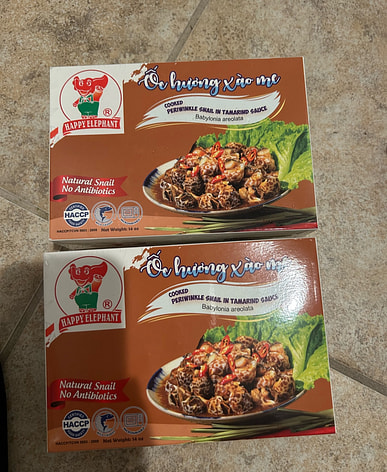 Ốc hương xào me
COOKED
PERIWINKLE SNAIL IN TAMARIND SAUCE
Babylonia areolata
HAPPY ELEPHANT
®
Natural Snail
No Antibiotics
HACCP
Net Weight: 16 oz
Ốc hương xào me
COOKED
PERIWINKLE SNAIL IN TAMARIND SAUCE
Babylonia areolata
HAPPY ELEPHANT
®
Natural Snail
No Antibiotics
HACCP
Net Weight: 16 oz